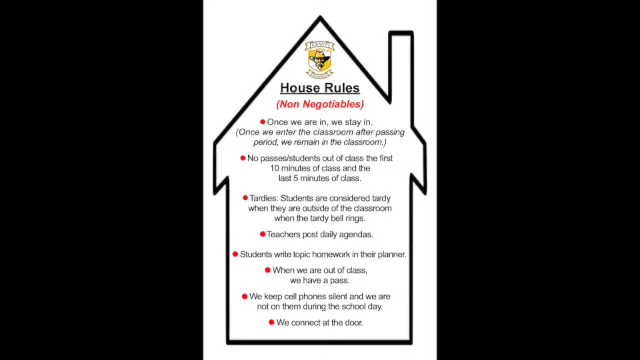 House Rules
(Non Negotiables)
Once we are in, we stay in.
(Once we enter the classroom after passing
period, we remain in the classroom.)
No passes/students out of class the first
10 minutes of class and the
last 5 minutes of class.
Tardies: Students are considered tardy
when they are outside of the classroom
when the tardy bell rings.
Teachers post daily agendas.
Students write topic homework in their planner.
When we are out of class,
we have a pass.
We keep cell phones silent and we are
not on them during the school day.
We connect at the door.